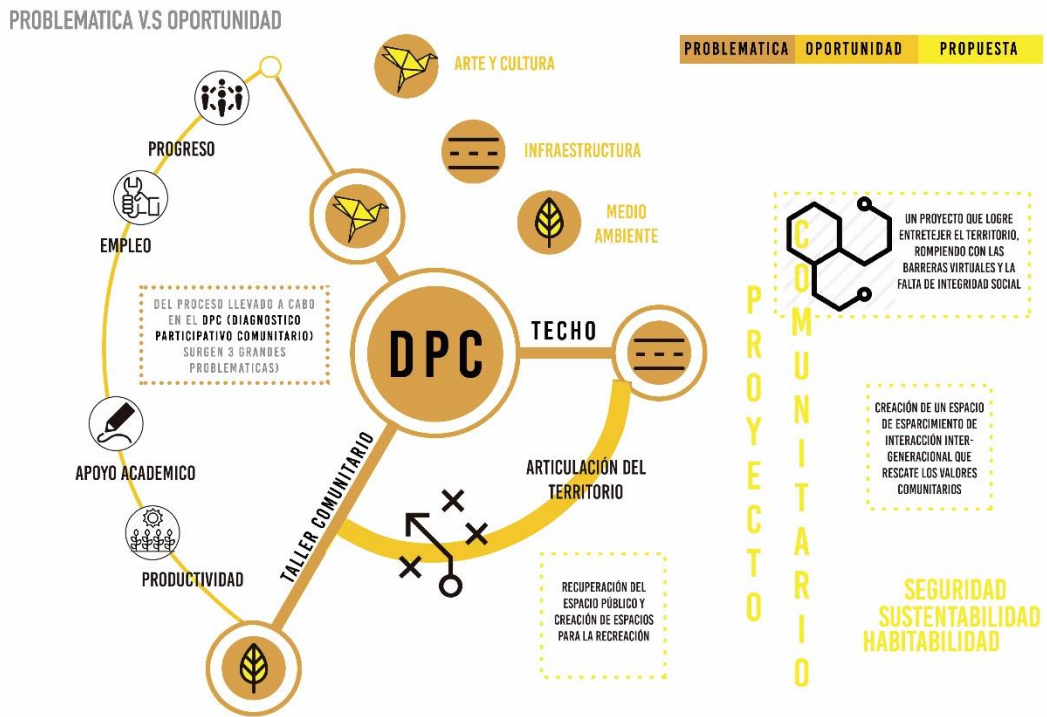 PROBLEMATICA V.S OPORTUNIDAD
PROBLEMATICA OPORTUNIDAD PROPUESTA
ARTE Y CULTURA
INFRAESTRUCTURA
MEDIO
AMBIENTE
PROGRESO
EMPLEO
DEL PROCESO LLEVADO A CABO
EN EL DPC (DIAGNOSTICO
PARTICIPATIVO COMUNITARIO)
SURGEN 3 GRANDES
PROBLEMATICAS)
APOYO ACADEMICO
PRODUCTIVIDAD
DPC
TECHO
TALLER COMUNITARIO
ARTICULACIÓN DEL
TERRITORIO
RECUPERACIÓN DEL
ESPACIO PÚBLICO Y
CREACIÓN DE ESPACIOS
PARA LA RECREACIÓN
PROYECTO
COMUNITARIO
UN PROYECTO QUE LOGRE
ENTRETEJER EL TERRITORIO,
ROMPIENDO CON LAS
BARRERAS VIRTUALES Y LA
FALTA DE INTEGRIDAD SOCIAL
CREACIÓN DE UN ESPACIO
DE ESPARCIMIENTO DE
INTERACCIÓN INTER-
GENERACIONAL QUE
RESCATE LOS VALORES
COMUNITARIOS
SEGURIDAD
SUSTENTABILIDAD
HABITABILIDAD